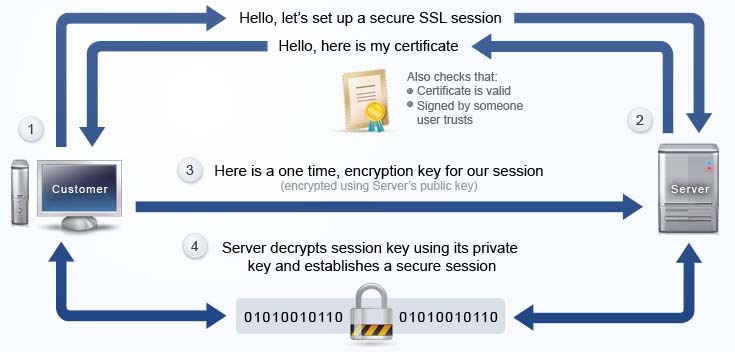 Hello, let's set up a secure SSL session
Hello, here is my certificate
Also checks that:
Certificate is valid
Signed by someone
user trusts
1
2
Customer
3
Here is a one time, encryption key for our session
(encrypted using Server's public key)
Server
4
Server decrypts session key using its private
key and establishes a secure session
01010010110
01010010110